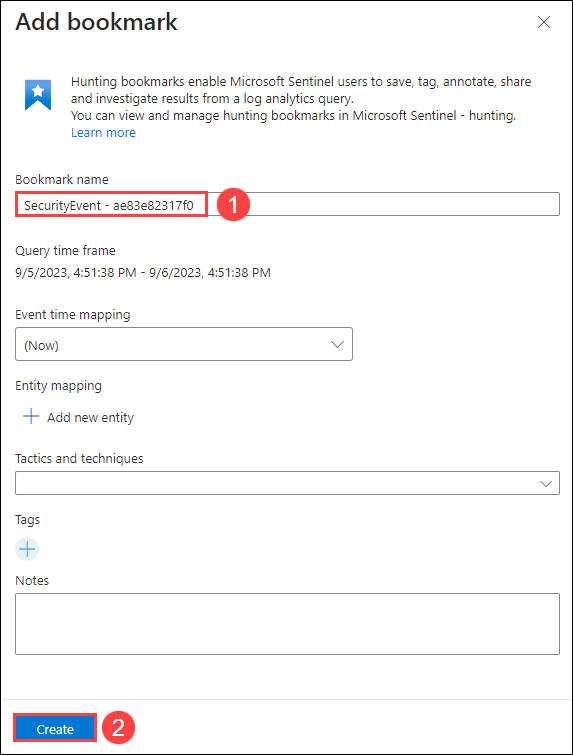 Add bookmark
Hunting bookmarks enable Microsoft Sentinel users to save, tag, annotate, share
and investigate results from a log analytics query.
You can view and manage hunting bookmarks in Microsoft Sentinel - hunting.
Learn more
Bookmark name
SecurityEvent - ae83e82317f0
1
Query time frame
9/5/2023, 4:51:38 PM - 9/6/2023, 4:51:38 PM
Event time mapping
(Now)
Entity mapping
Add new entity
Tactics and techniques
Tags
Notes
Create
2